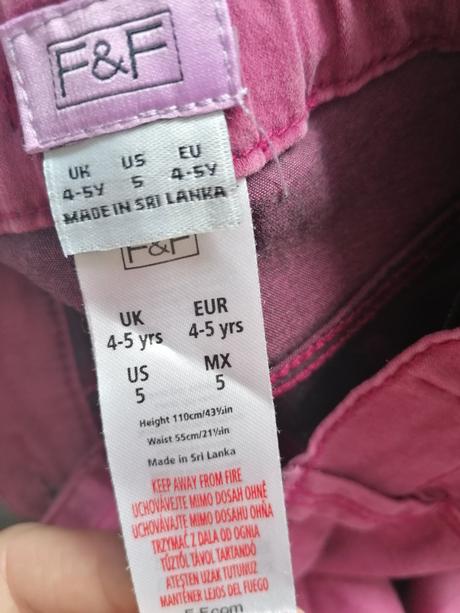 F&F
UK US EU
4-5Y 5 4-5Y
MADE IN SRI LANKA
F&F
UK EUR
4-5 yrs 4-5 yrs
US MX
5 5
Height 110cm/43½in
Waist 55cm/21½in
Made in Sri Lanka
KEEP AWAY FROM FIRE
UCHOVÁVEJTE MIMO DOSAH OHNĚ
UCHOVÁVAJTE MIMO DOSAHU OHŇA
TRZYMAĆ Z DALA OD OGNIA
TŰZTŐL TÁVOL TARTANDÓ
ATEŞTEN UZAK TUTUNUZ
MANTENER LEJOS DEL FUEGO